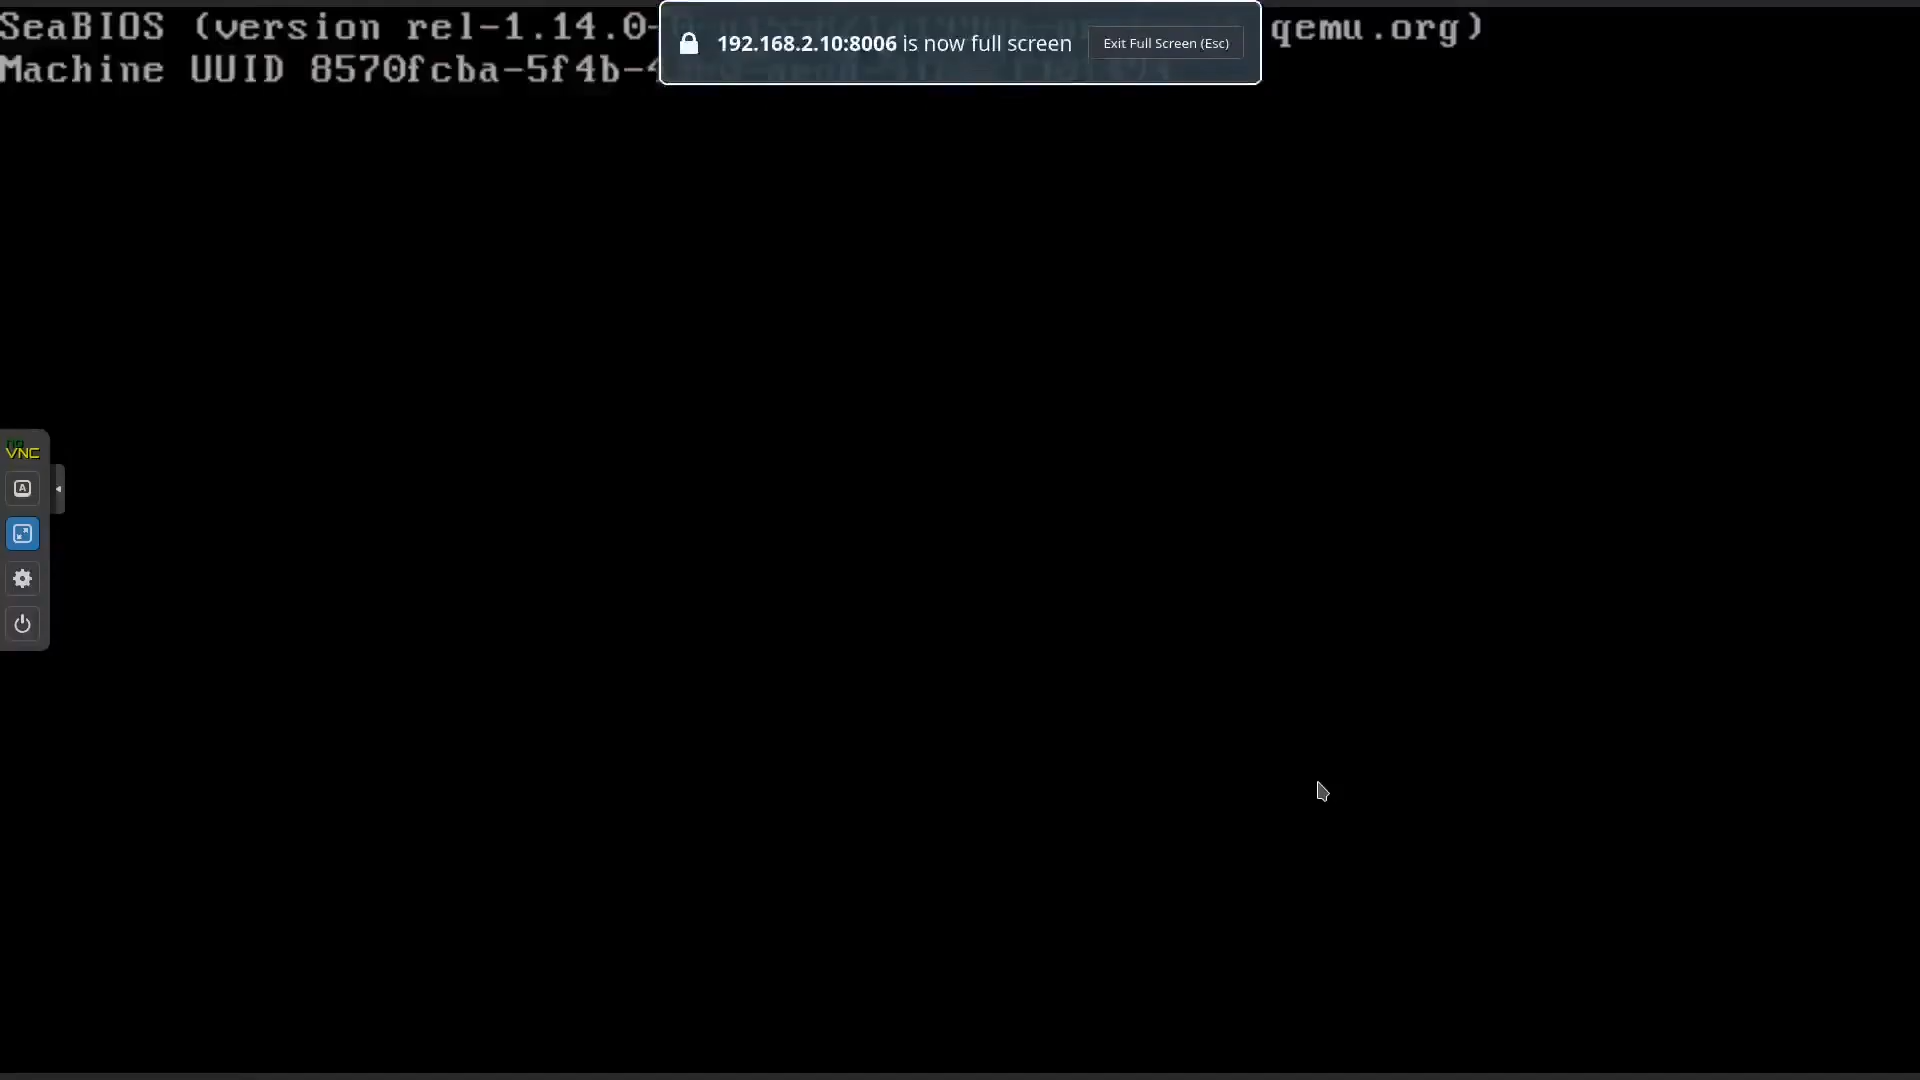 SeaBIOS (version rel-1.14.0- qemu.org)
Machine UUID 8570fcba-5f4b-
192.168.2.10:8006 is now full screen
Exit Full Screen (Esc)
no
VNC
A